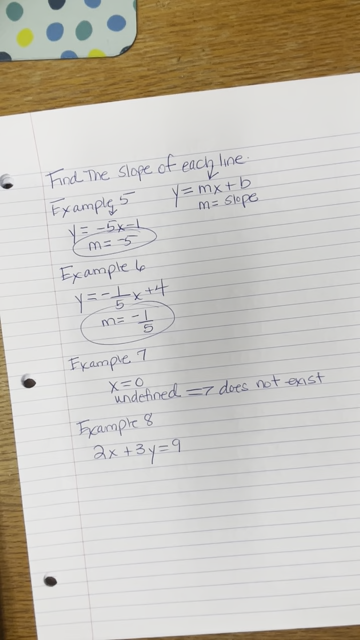 Find The slope of each line.
Example 5
y = mx + b
m = slope
y = -5x-1
m = -5
Example 6
y = -1/5 x + 4
m = -1/5
Example 7
x = 0
undefined => does not exist
Example 8
2x + 3y = 9